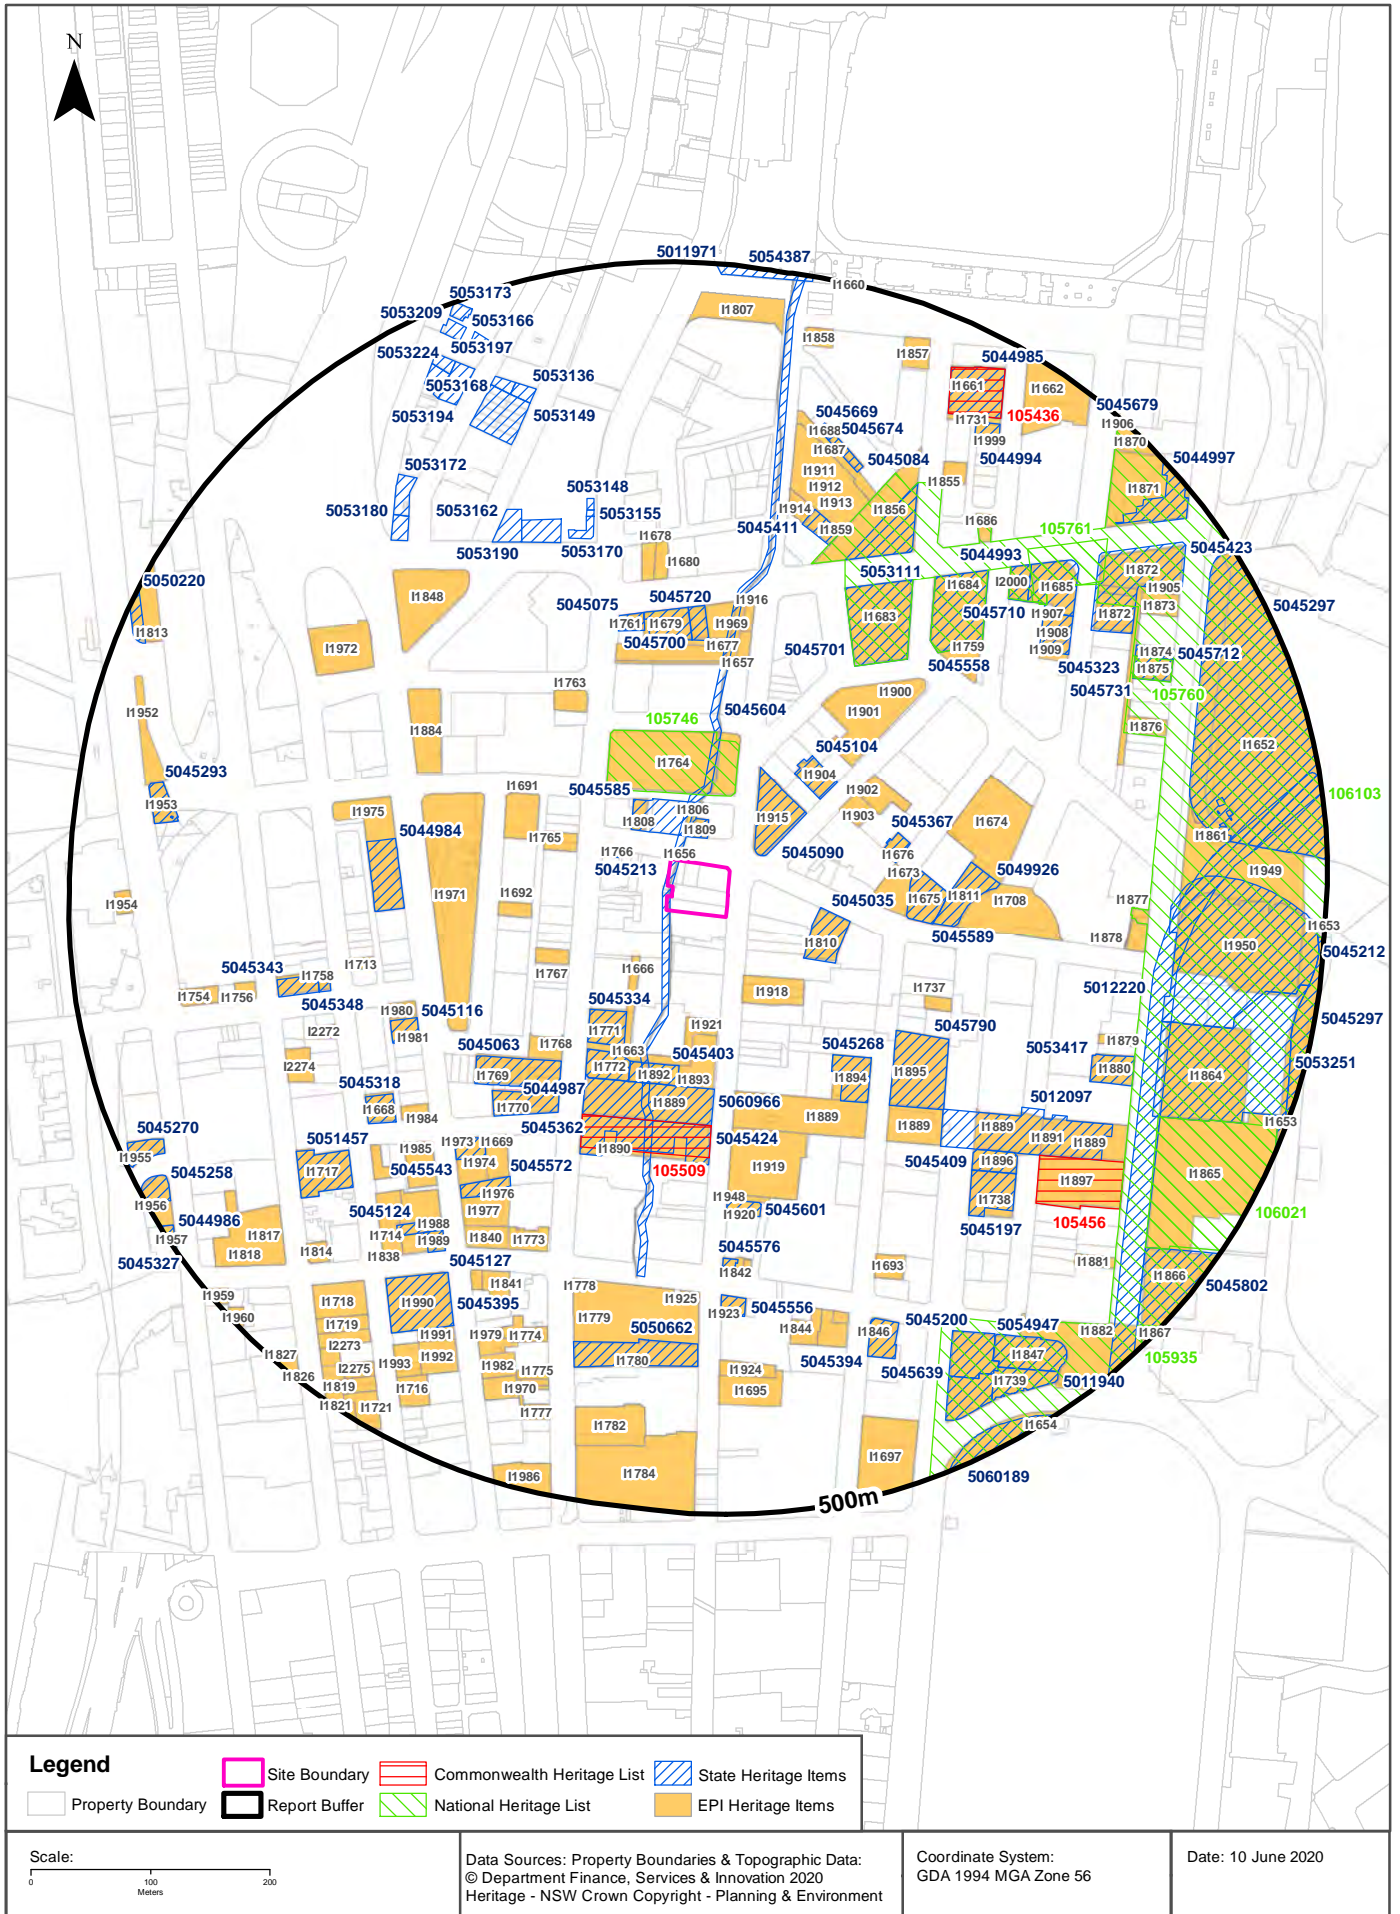 N
5011971 5054387
I1660
5053173
5053209
5053166
I1807
I1858
5053197
5053224
I1857
5044985
5053168
5053136
I1661
I1662
5053194
5053149
5045669
I1731
105436
5045679
I1688
5045674
I1999
I1906
I1687
5045084
5044994
I1870
5044997
5053172
I1911
I1855
I1871
5053148
I1912
I1913
5053180
5053162
5053155
I1914
I1856
I1686
5045411
I1859
105761
5053190
5053170
I1678
I1680
5044993
5045423
5050220
5053111
I1872
I1848
I1684
I2000
I1685
I1905
5045297
5045075
5045720
I1916
I1873
I1813
I1761
I1679
I1969
I1683
5045710
I1907
I1872
I1972
5045700
I1677
5045701
I1908
I1874
5045712
I1759
I1909
I1657
5045558
5045323
I1875
I1763
5045731
105760
I1952
I1900
I1884
105746
5045604
I1901
I1876
5045104
I1652
5045293
I1764
I1904
5045585
I1691
I1902
106103
I1953
I1975
I1806
I1674
5044984
I1808
I1809
I1915
I1903
5045367
I1861
I1765
I1766
I1656
5045090
I1676
5045213
I1673
5049926
I1949
I1971
I1692
5045035
I1675
I1811
I1708
I1954
I1877
I1653
I1810
5045589
I1878
I1950
5045212
I1713
I1767
I1666
5045343
I1758
I1754
I1756
5045334
I1918
I1737
5012220
5045348
I1980
5045116
5045297
I2272
I1981
I1771
I1921
5045790
5045063
I1768
I1663
5045403
5045268
5053417
I1879
5053251
I2274
I1772
I1892
I1895
I1769
I1893
I1894
I1880
I1864
5045318
5044987
I1668
I1770
I1889
5060966
5012097
I1984
I1889
I1889
I1889
I1653
5045362
5045424
I1891
I1889
5045270
I1973
I1669
I1890
5051457
I1985
5045409
I1955
I1974
5045572
105509
I1919
I1896
I1865
5045258
I1717
5045543
I1897
I1976
I1948
I1738
I1956
5045124
I1977
I1920
5045601
5044986
I1988
105456
106021
I1817
I1714
I1989
I1840
I1773
5045197
I1957
I1818
I1814
I1838
5045576
5045327
5045127
I1842
I1693
I1881
I1866
I1841
I1778
5045802
I1959
I1718
I1990
5045395
I1925
I1923
5045556
I1960
I1719
I1779
I1844
I1846
5045200
5054947
I1882
I1991
I1979
I1774
5050662
I1867
I2273
I1827
I1993
I1992
I1982
I1780
5045394
I1847
105935
I1826
I2275
I1775
I1924
5045639
I1819
I1716
I1970
I1695
I1739
5011940
I1821
I1721
I1777
I1654
I1782
I1697
I1986
I1784
5060189
500m
Legend
Site Boundary
Commonwealth Heritage List
State Heritage Items
Property Boundary
Report Buffer
National Heritage List
EPI Heritage Items
Scale:
0 100 200
Meters
Data Sources: Property Boundaries & Topographic Data:
© Department Finance, Services & Innovation 2020
Heritage - NSW Crown Copyright - Planning & Environment
Coordinate System:
GDA 1994 MGA Zone 56
Date: 10 June 2020